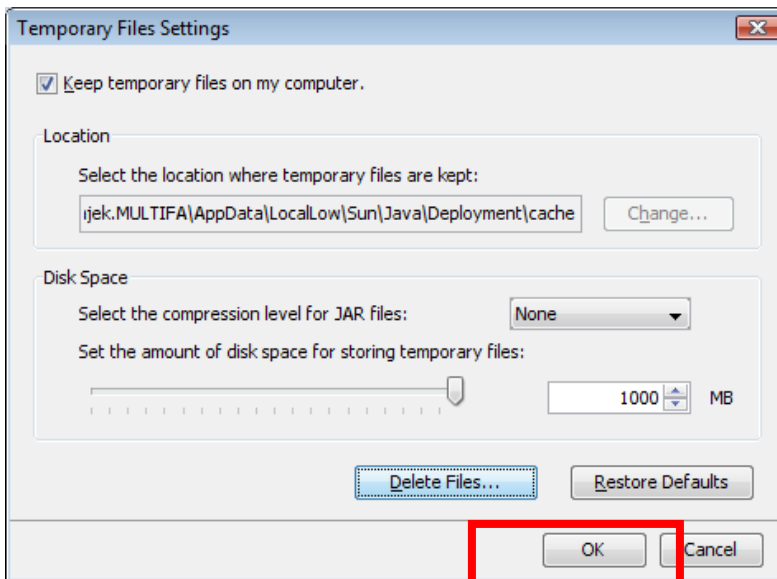 Temporary Files Settings
Keep temporary files on my computer.
Location
Select the location where temporary files are kept:
ijek.MULTIFA\AppData\LocalLow\Sun\Java\Deployment\cache
Change...
Disk Space
Select the compression level for JAR files:
None
Set the amount of disk space for storing temporary files:
1000 MB
Delete Files...
Restore Defaults
OK
Cancel